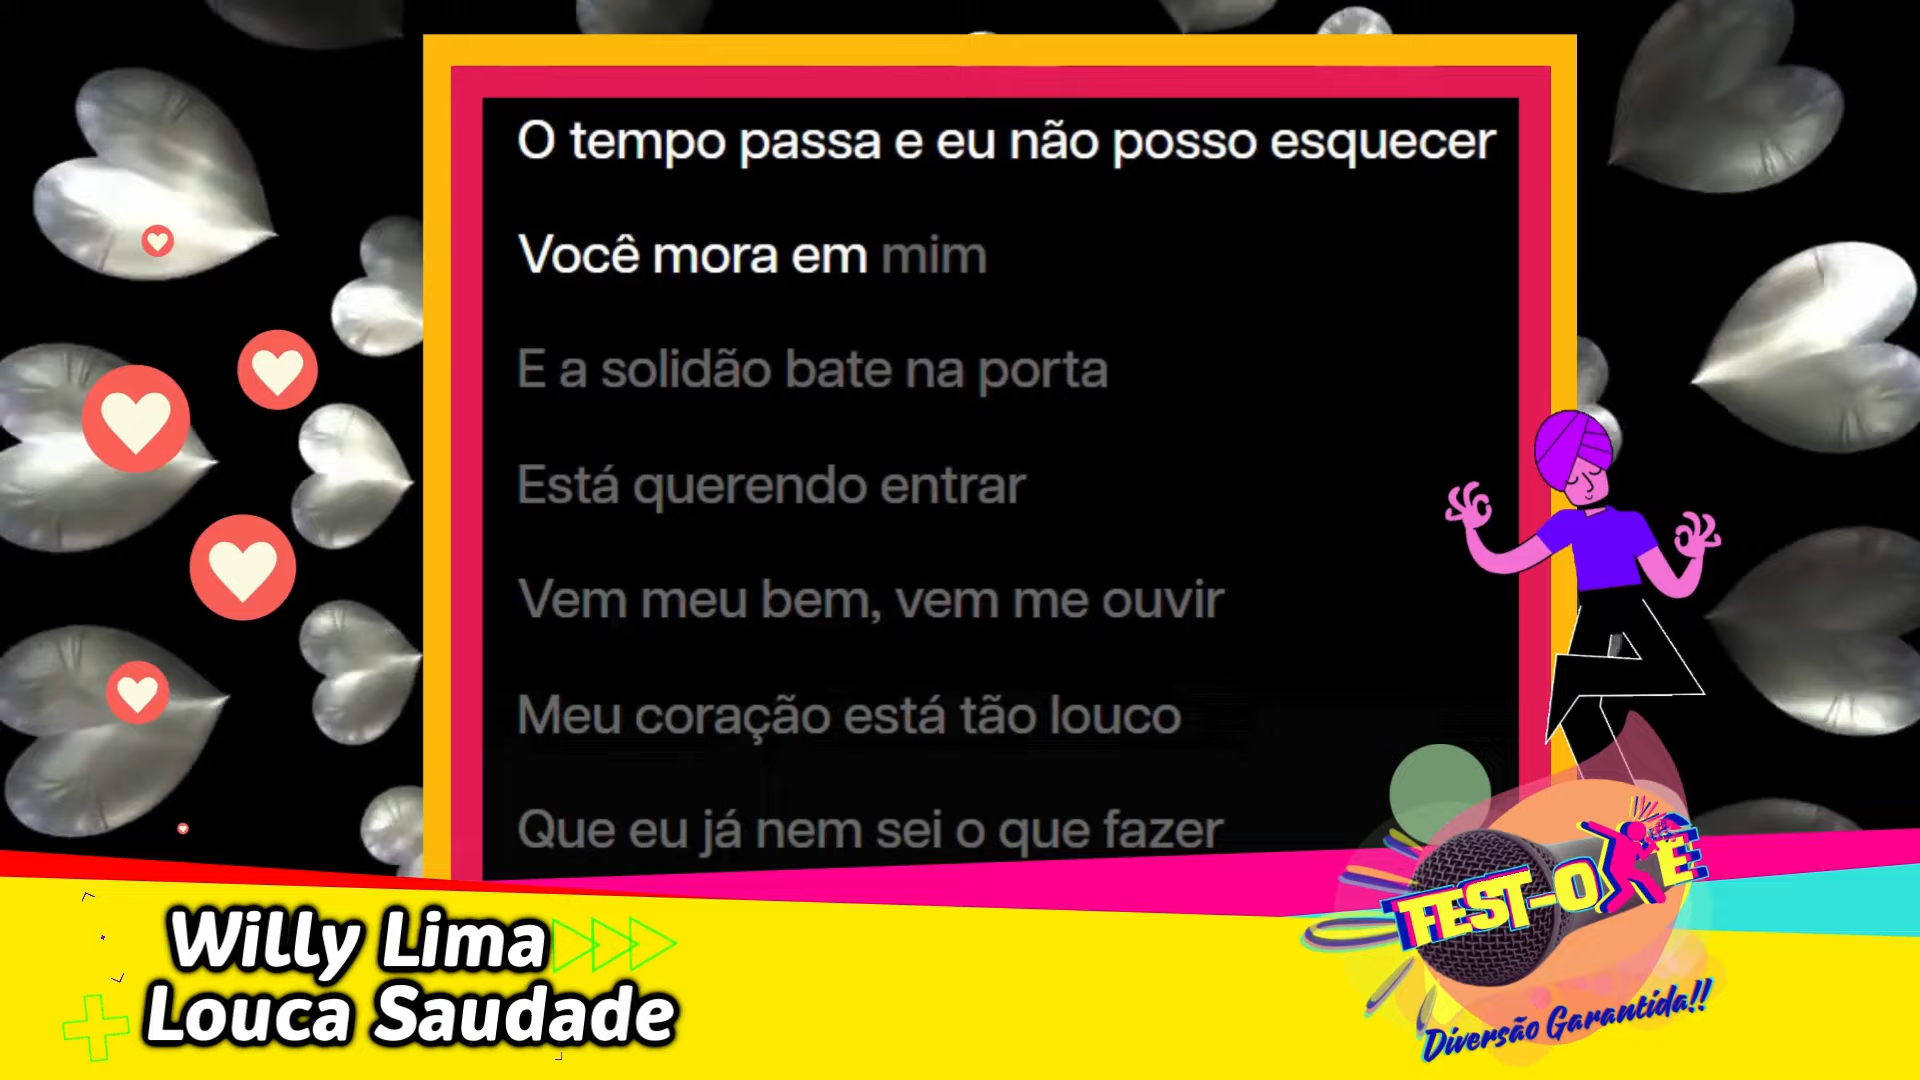 O tempo passa e eu não posso esquecer
Você mora em mim
E a solidão bate na porta
Está querendo entrar
Vem meu bem, vem me ouvir
Meu coração está tão louco
Que eu já nem sei o que fazer
Willy Lima
Louca Saudade
TEST-OKÊ
Diversão Garantida!!